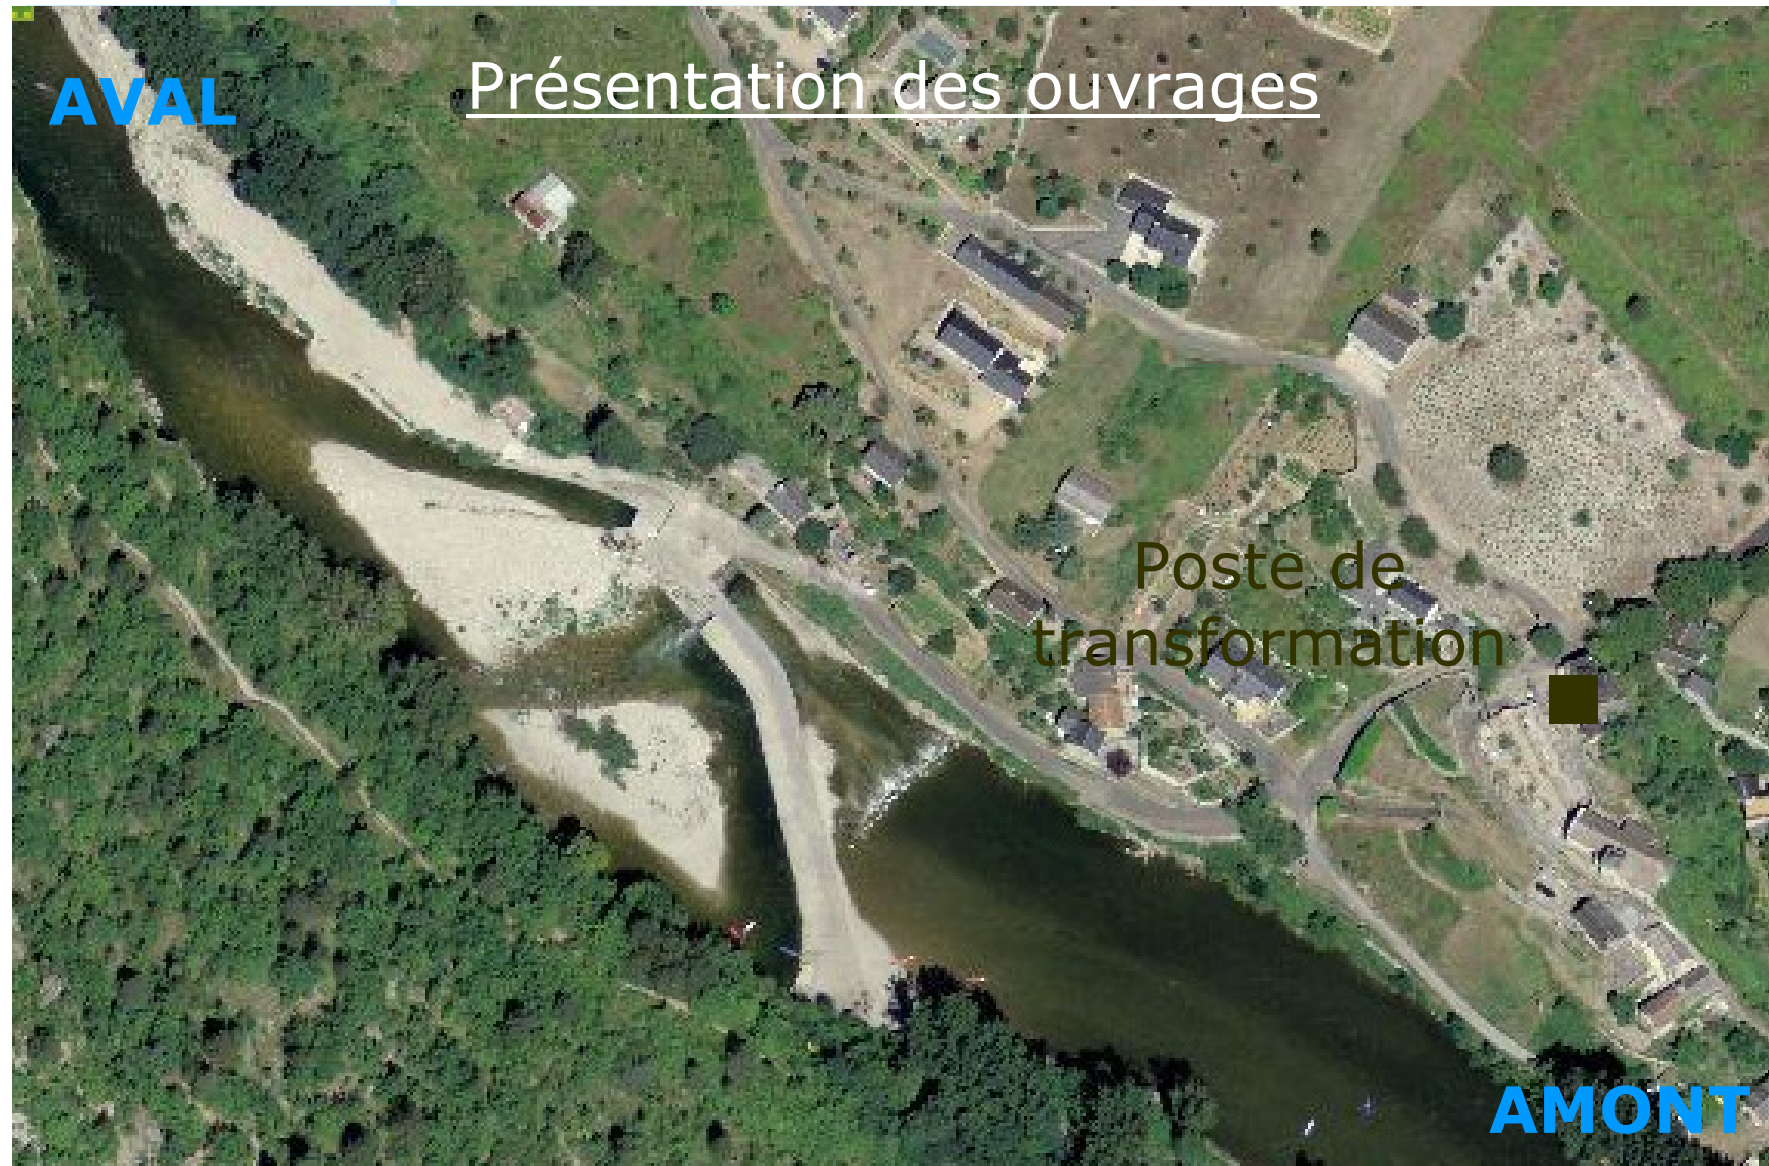 Présentation des ouvrages
AVAL
Poste de
transformation
AMONT